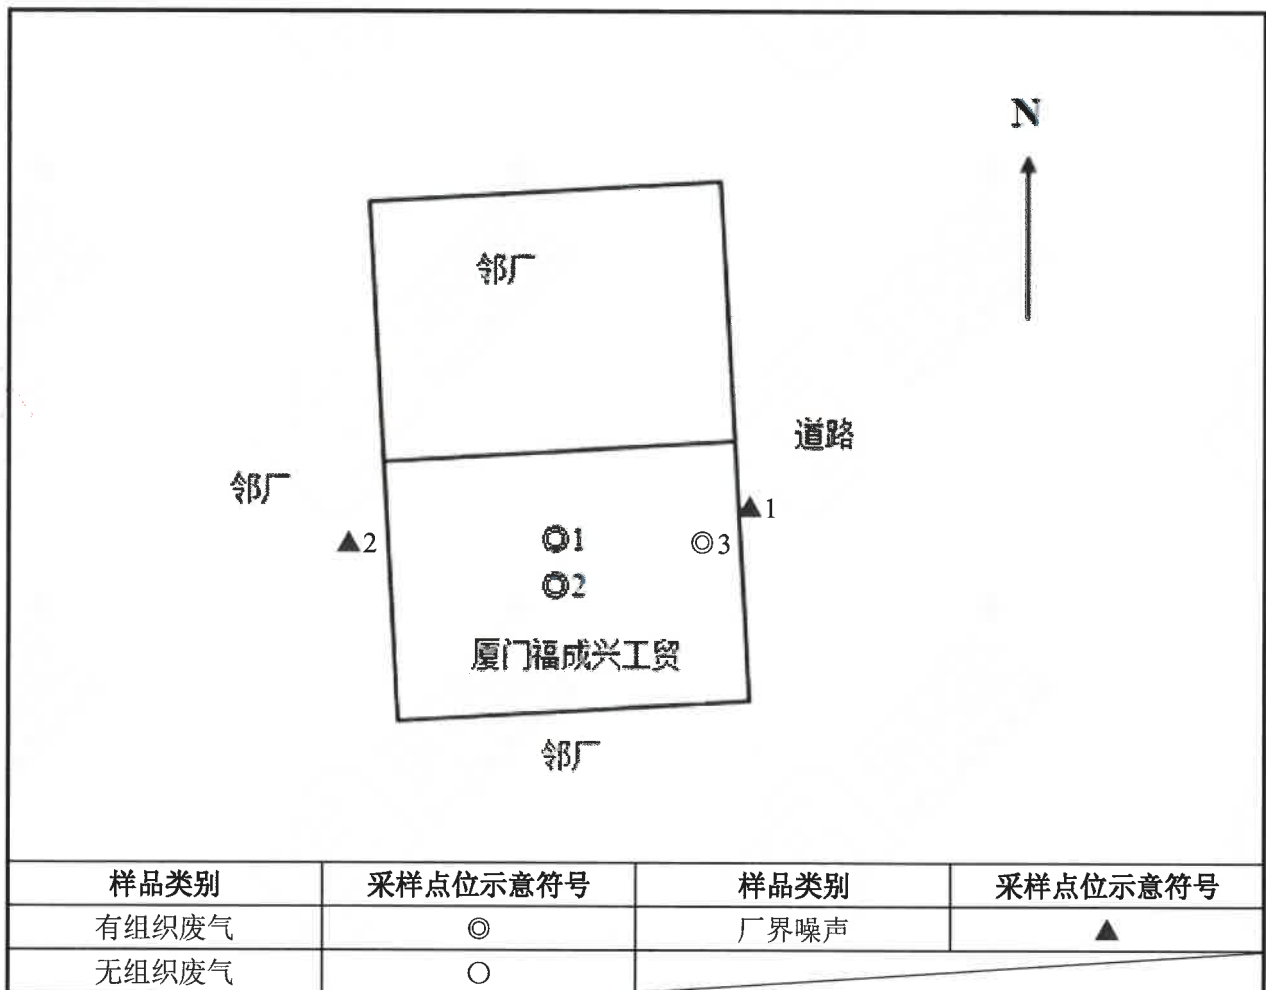 N
邻厂
道路
邻厂
▲1
▲2
◎1
◎3
◎2
厦门福成兴工贸
邻厂
样品类别 采样点位示意符号 样品类别 采样点位示意符号
有组织废气 ◎ 厂界噪声 ▲
无组织废气 ○